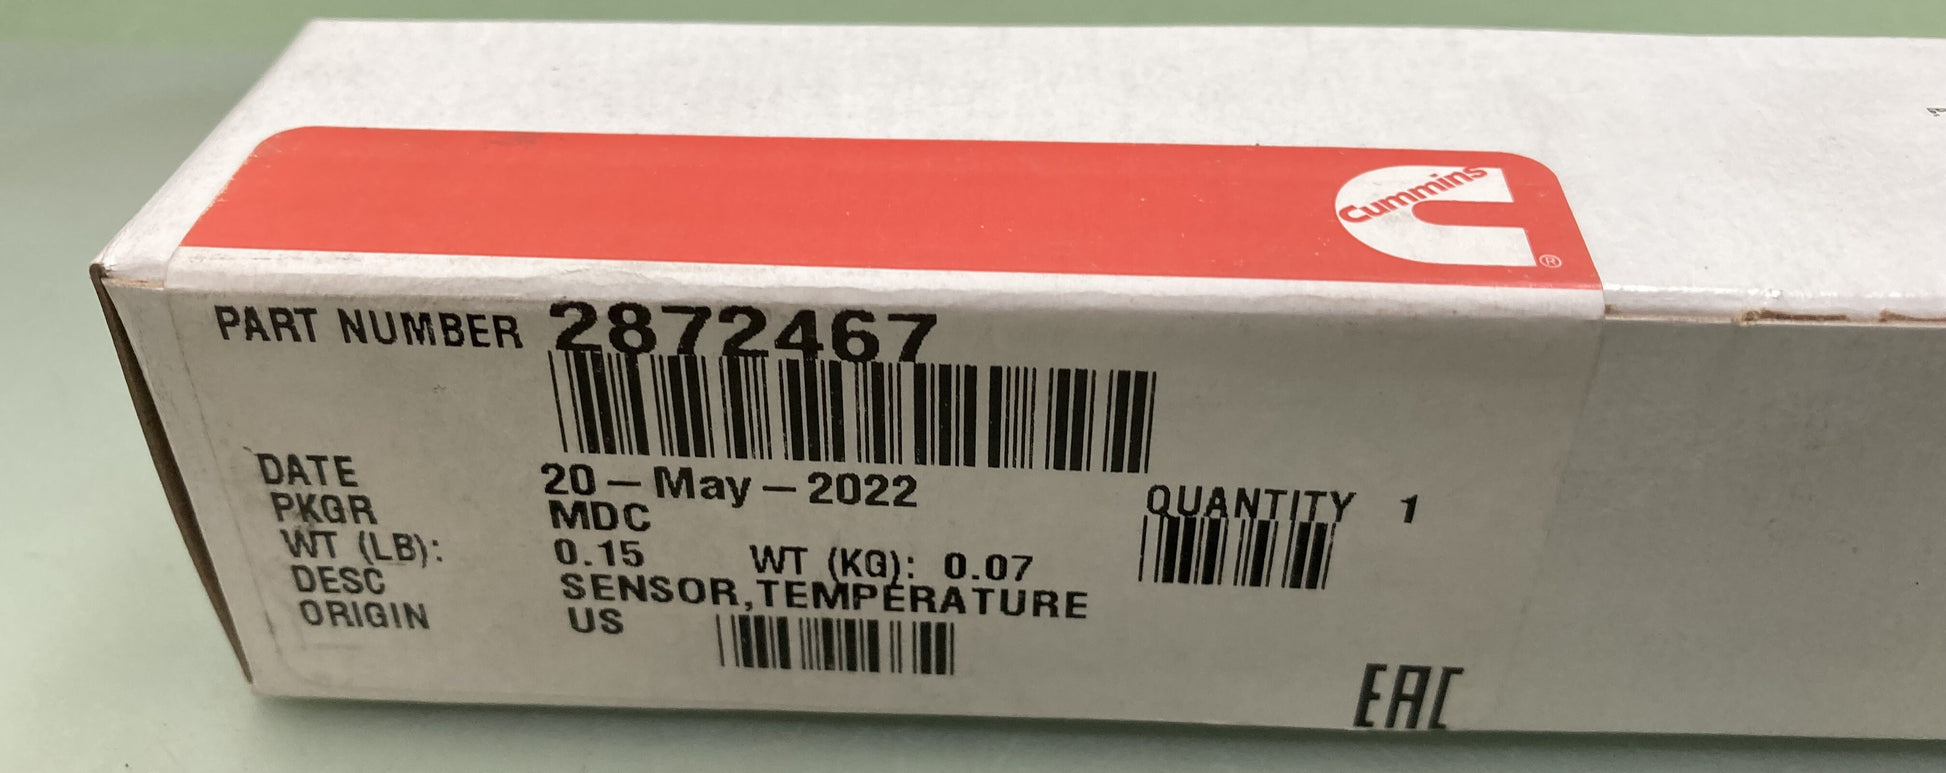 Cummins
®
PART NUMBER 2872467
DATE 20-May-2022
QUANTITY 1
PKGR MDC
WT (LB): 0.15 WT (KG): 0.07
DESC SENSOR,TEMPERATURE
ORIGIN US
EAC